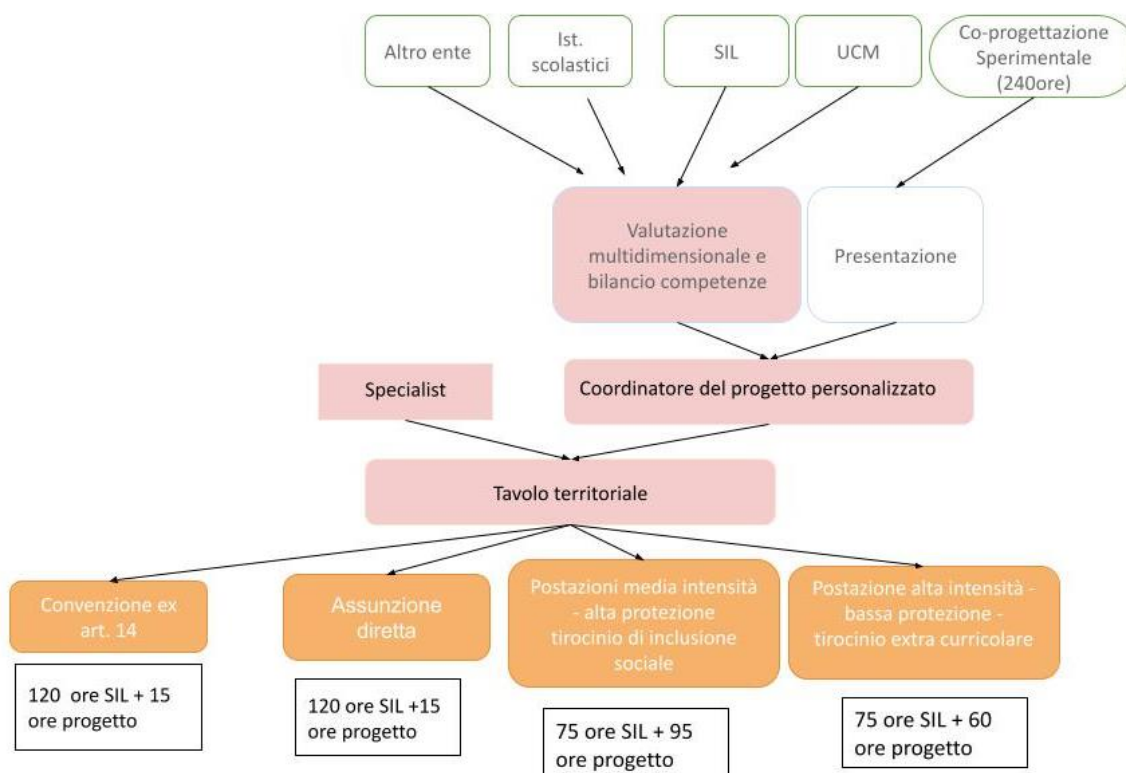 Altro ente
Ist.
scolastici
SIL
UCM
Co-progettazione
Sperimentale
(240ore)
Valutazione
multidimensionale e
bilancio competenze
Presentazione
Specialist
Coordinatore del progetto personalizzato
Tavolo territoriale
Convenzione ex
art. 14
Assunzione
diretta
Postazioni media intensità
- alta protezione
tirocinio di inclusione
sociale
Postazione alta intensità -
bassa protezione -
tirocinio extra curricolare
120 ore SIL + 15
ore progetto
120 ore SIL +15
ore progetto
75 ore SIL + 95
ore progetto
75 ore SIL + 60
ore progetto